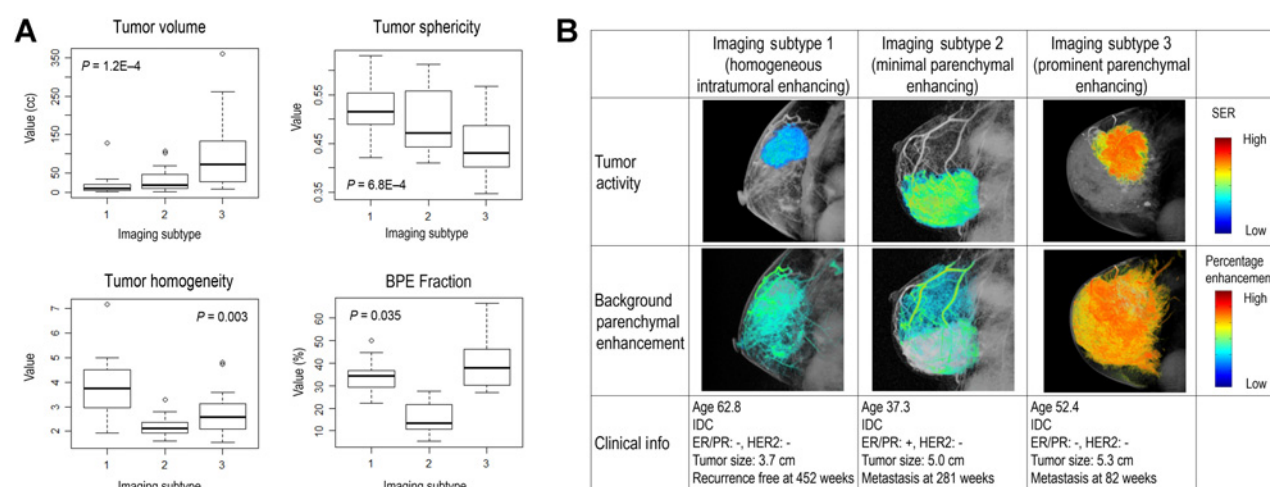 A
Tumor volume
Value (cc)
350
250
150
50
0
P = 1.2E–4
1 2 3
Imaging subtype
Tumor sphericity
Value
0.55
0.45
0.35
P = 6.8E–4
1 2 3
Imaging subtype
Tumor homogeneity
Value
7
6
5
4
3
2
P = 0.003
1 2 3
Imaging subtype
BPE Fraction
Value (%)
60
50
40
30
20
10
P = 0.035
1 2 3
Imaging subtype
B
Imaging subtype 1
(homogeneous
intratumoral enhancing)
Imaging subtype 2
(minimal parenchymal
enhancing)
Imaging subtype 3
(prominent parenchymal
enhancing)
Tumor
activity
SER
High
Low
Background
parenchymal
enhancement
Percentage
enhancement
High
Low
Clinical info
Age 62.8
IDC
ER/PR: -, HER2: -
Tumor size: 3.7 cm
Recurrence free at 452 weeks
Age 37.3
IDC
ER/PR: +, HER2: -
Tumor size: 5.0 cm
Metastasis at 281 weeks
Age 52.4
IDC
ER/PR: -, HER2: -
Tumor size: 5.3 cm
Metastasis at 82 weeks